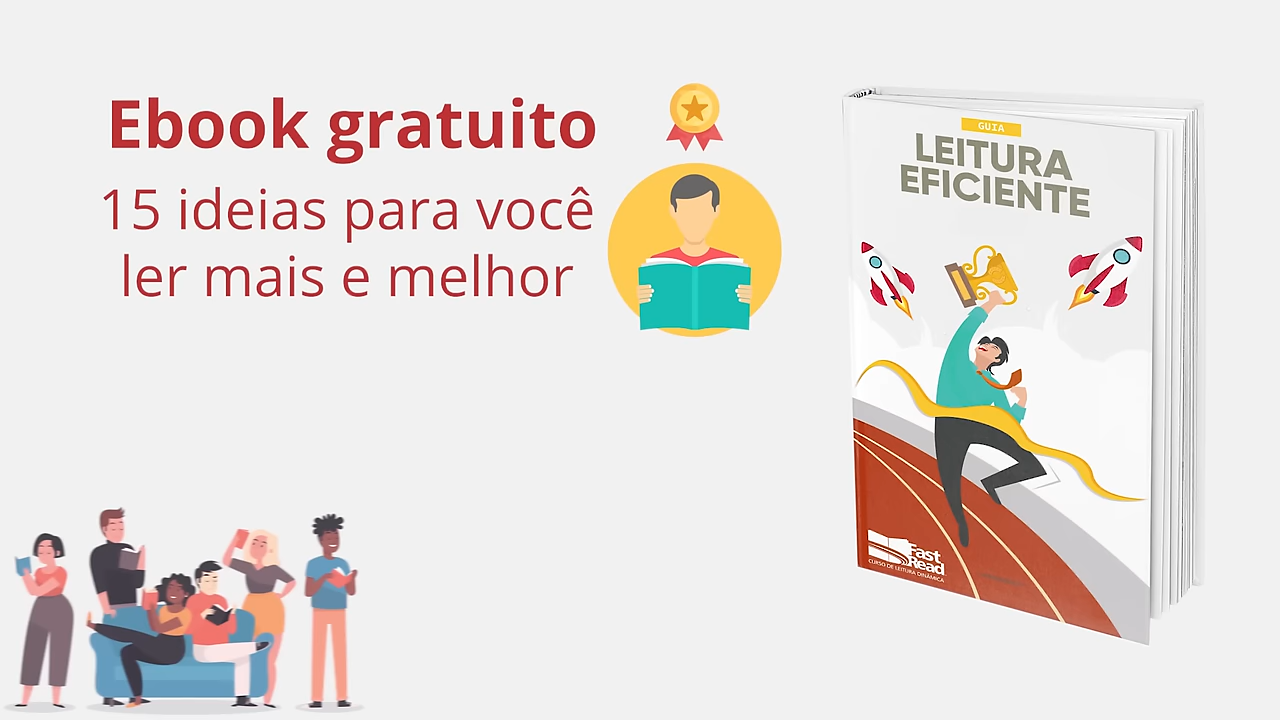 Ebook gratuito
15 ideias para você
ler mais e melhor
GUIA
LEITURA
EFICIENTE
Fast
Read
CURSO DE LEITURA DINÂMICA